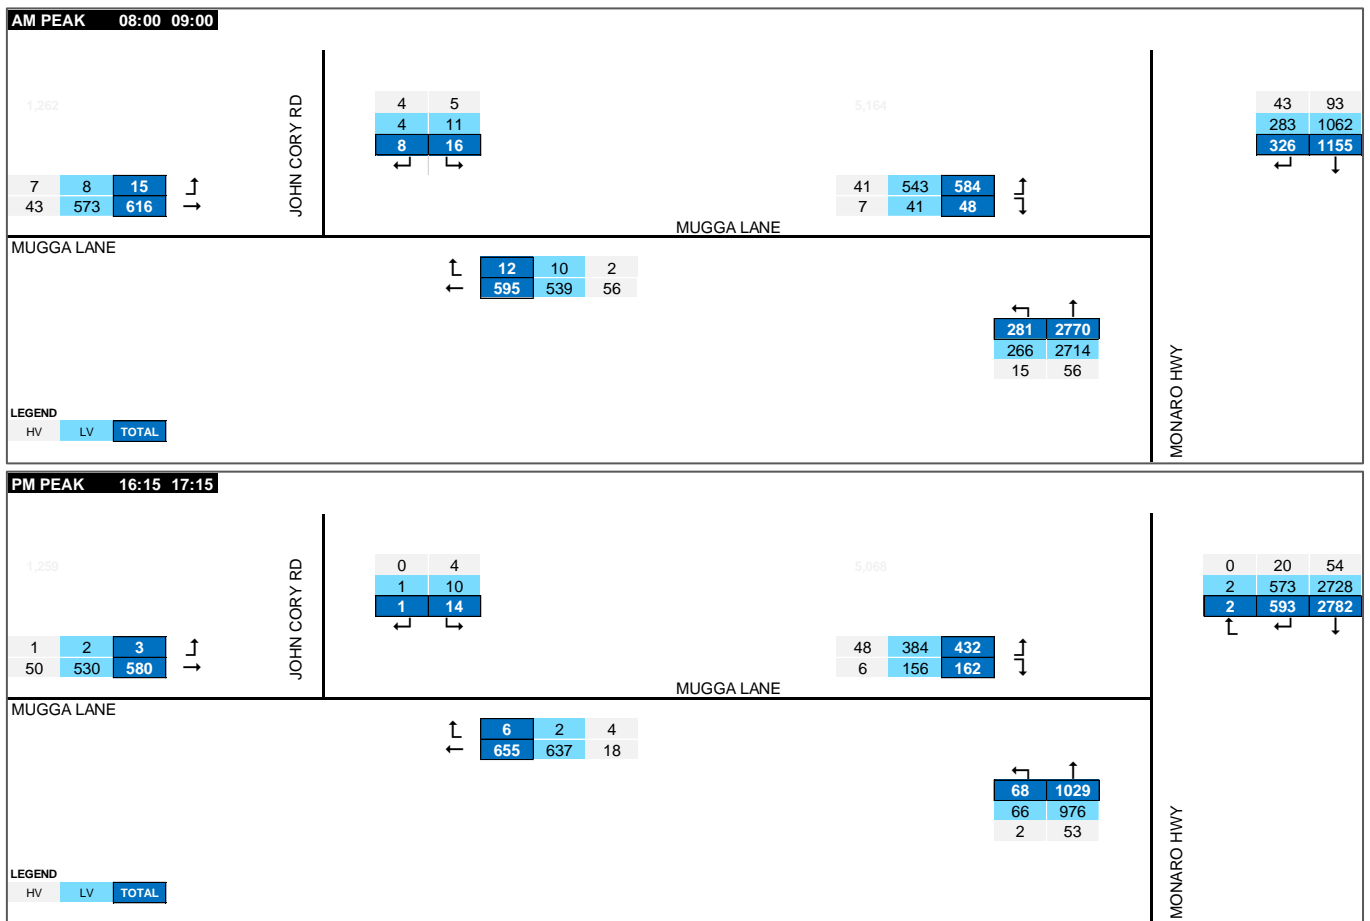 AM PEAK 08:00 09:00
1,262
JOHN CORY RD
4 5
4 11
8 16
5,164
43 93
283 1062
326 1155
7 8 15
43 573 616
41 543 584
7 41 48
MUGGA LANE
MUGGA LANE
12 10 2
595 539 56
281 2770
266 2714
15 56
MONARO HWY
LEGEND
HV LV TOTAL
PM PEAK 16:15 17:15
1,259
JOHN CORY RD
0 4
1 10
1 14
5,068
0 20 54
2 573 2728
2 593 2782
1 2 3
50 530 580
48 384 432
6 156 162
MUGGA LANE
MUGGA LANE
6 2 4
655 637 18
68 1029
66 976
2 53
MONARO HWY
LEGEND
HV LV TOTAL